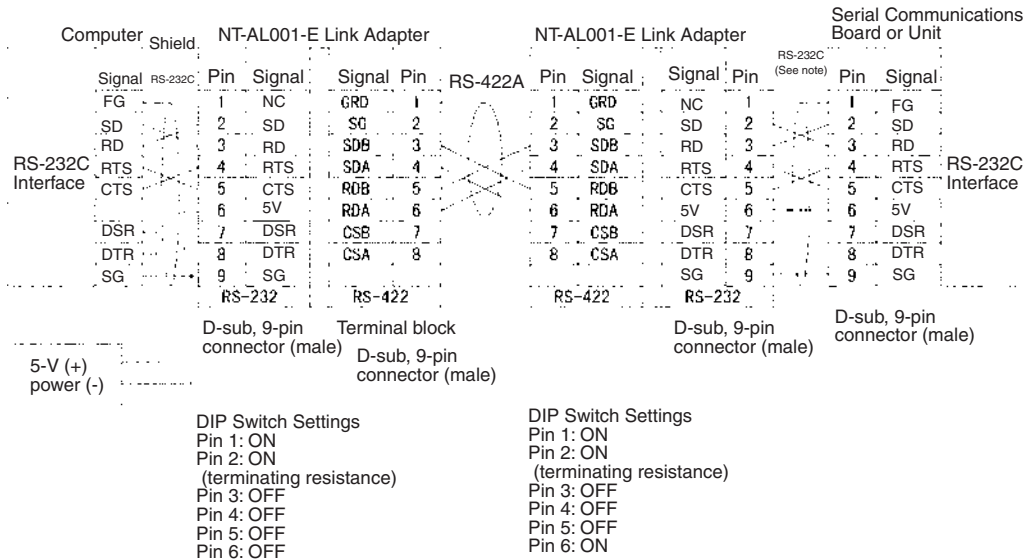 Serial Communications
Board or Unit
Computer Shield NT-AL001-E Link Adapter NT-AL001-E Link Adapter
RS-232C
(See note)
Signal RS-232C Pin Signal Signal Pin RS-422A Pin Signal Signal Pin Pin Signal
FG 1 NC GRD 1 1 GRD NC 1 1 FG
SD 2 SD SG 2 2 SG SD 2 2 SD
RD 3 RD SDB 3 3 SDB RD 3 3 RD
RS-232C Interface RTS 4 RTS SDA 4 4 SDA RTS 4 4 RTS RS-232C Interface
CTS 5 CTS RDB 5 5 RDB CTS 5 5 CTS
6 5V RDA 6 6 RDA 5V 6 6 5V
DSR 7 DSR CSB 7 7 CSB DSR 7 7 DSR
DTR 8 DTR CSA 8 8 CSA DTR 8 8 DTR
SG 9 SG SG 9 9 SG
RS-232 RS-422 RS-422 RS-232
D-sub, 9-pin
connector (male)
Terminal block
D-sub, 9-pin
connector (male)
D-sub, 9-pin
connector (male)
D-sub, 9-pin
connector (male)
5-V (+)
power (-)
DIP Switch Settings
Pin 1: ON
Pin 2: ON
(terminating resistance)
Pin 3: OFF
Pin 4: OFF
Pin 5: OFF
Pin 6: OFF
DIP Switch Settings
Pin 1: ON
Pin 2: ON
(terminating resistance)
Pin 3: OFF
Pin 4: OFF
Pin 5: OFF
Pin 6: ON